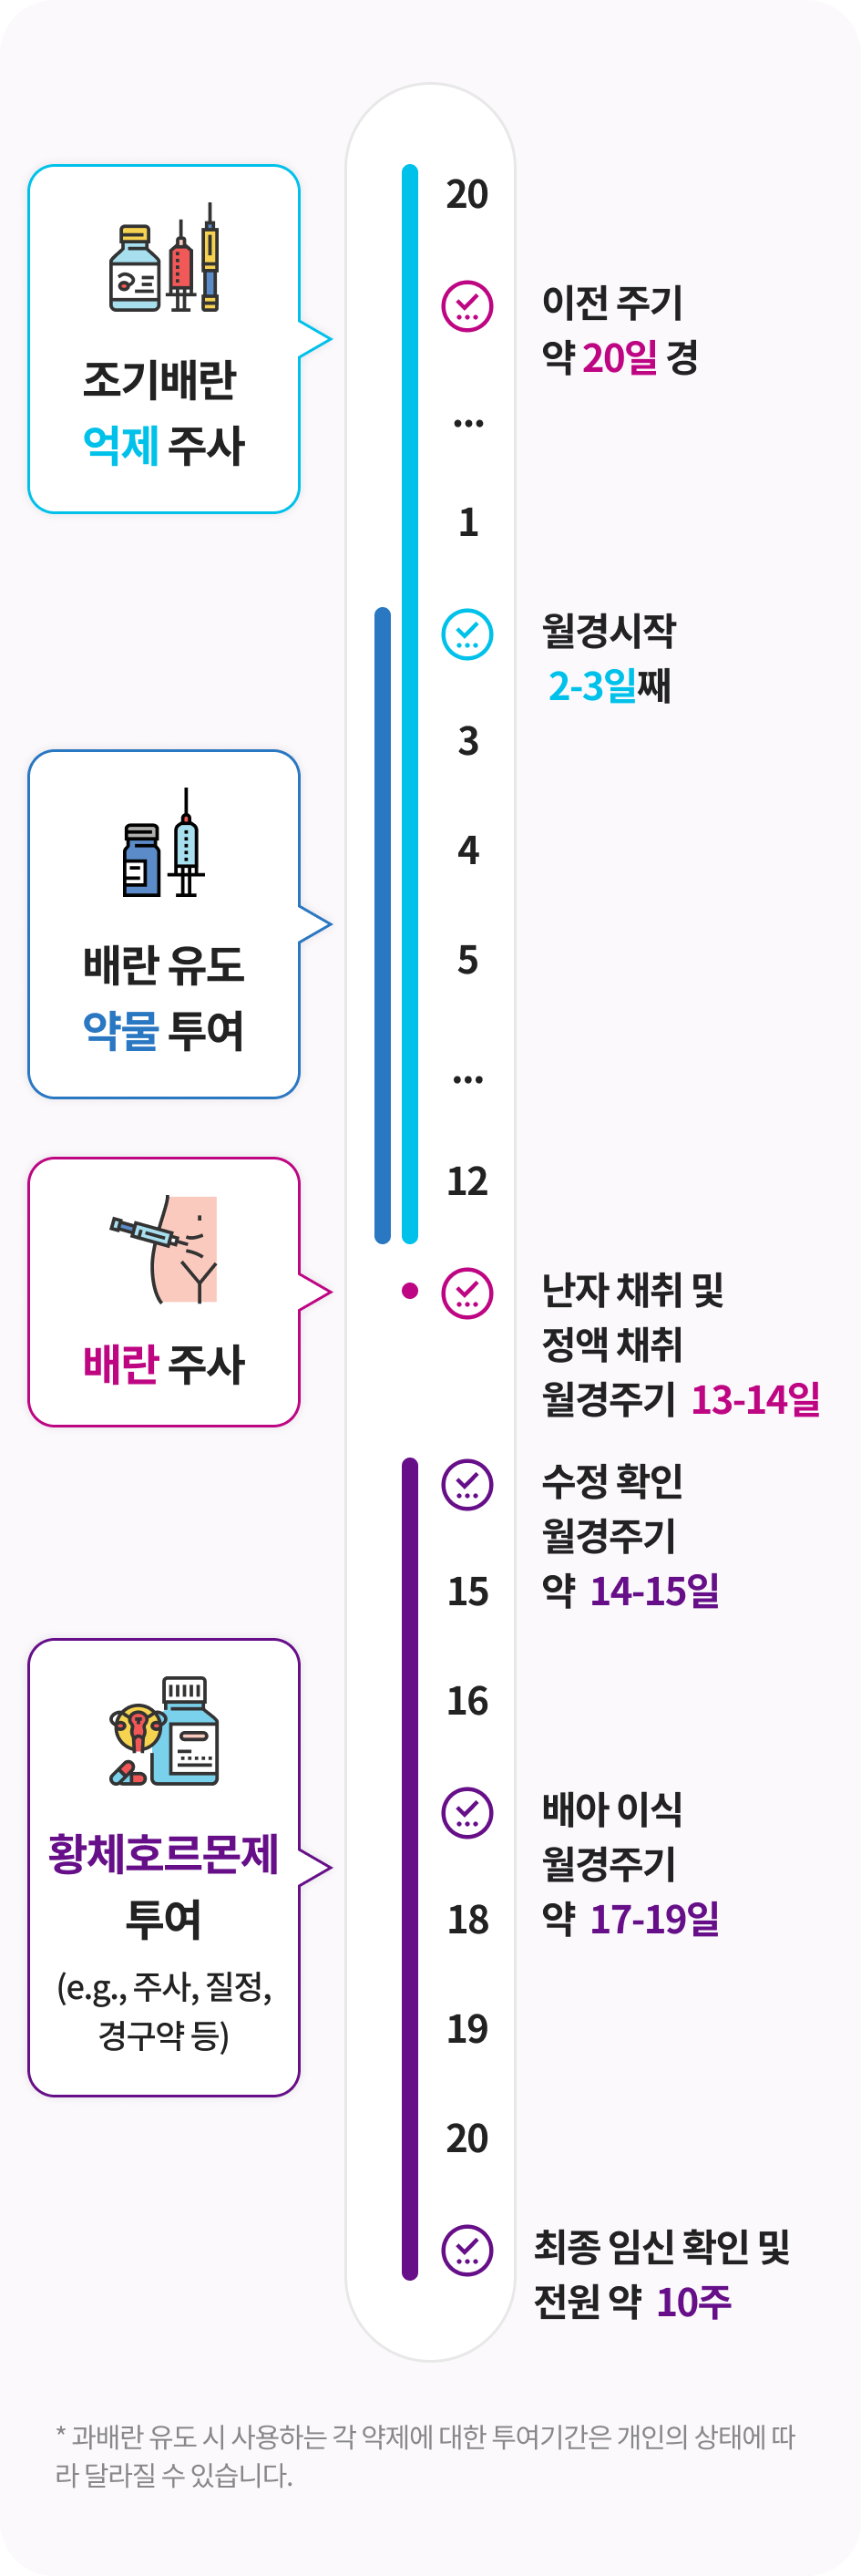 조기배란
억제 주사
20
이전 주기
약 20일 경
...
1
월경시작
2-3일째
3
배란 유도
약물 투여
4
5
...
12
배란 주사
난자 채취 및
정액 채취
월경주기 13-14일
수정 확인
월경주기
약 14-15일
15
16
황체호르몬제
투여
(e.g., 주사, 질정,
경구약 등)
배아 이식
월경주기
약 17-19일
18
19
20
최종 임신 확인 및
전원 약 10주
* 과배란 유도 시 사용하는 각 약제에 대한 투여기간은 개인의 상태에 따
라 달라질 수 있습니다.